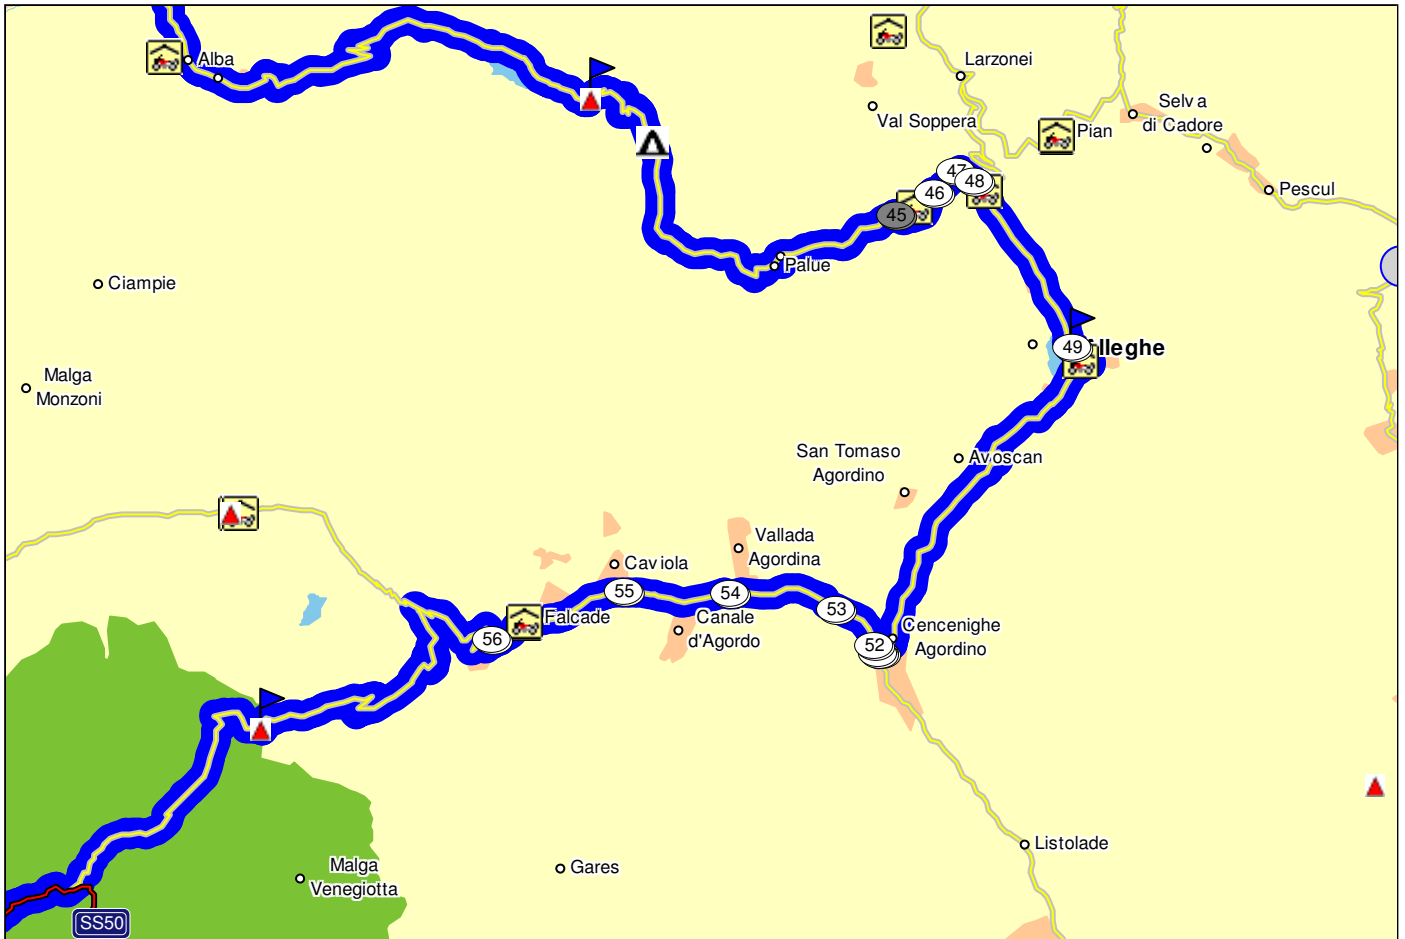 Alba
Larzonei
Val Soppera
Selva
di Cadore
Pian
Pescul
47
48
46
45
Palue
Ciampie
49
lleghe
Malga
Monzoni
San Tomaso
Agordino
Avoscan
Vallada
Agordina
Caviola
55
54
53
Falcade
Canale
d'Agordo
56
52
Cencenighe
Agordino
Listolade
Malga
Venegiotta
Gares
SS50